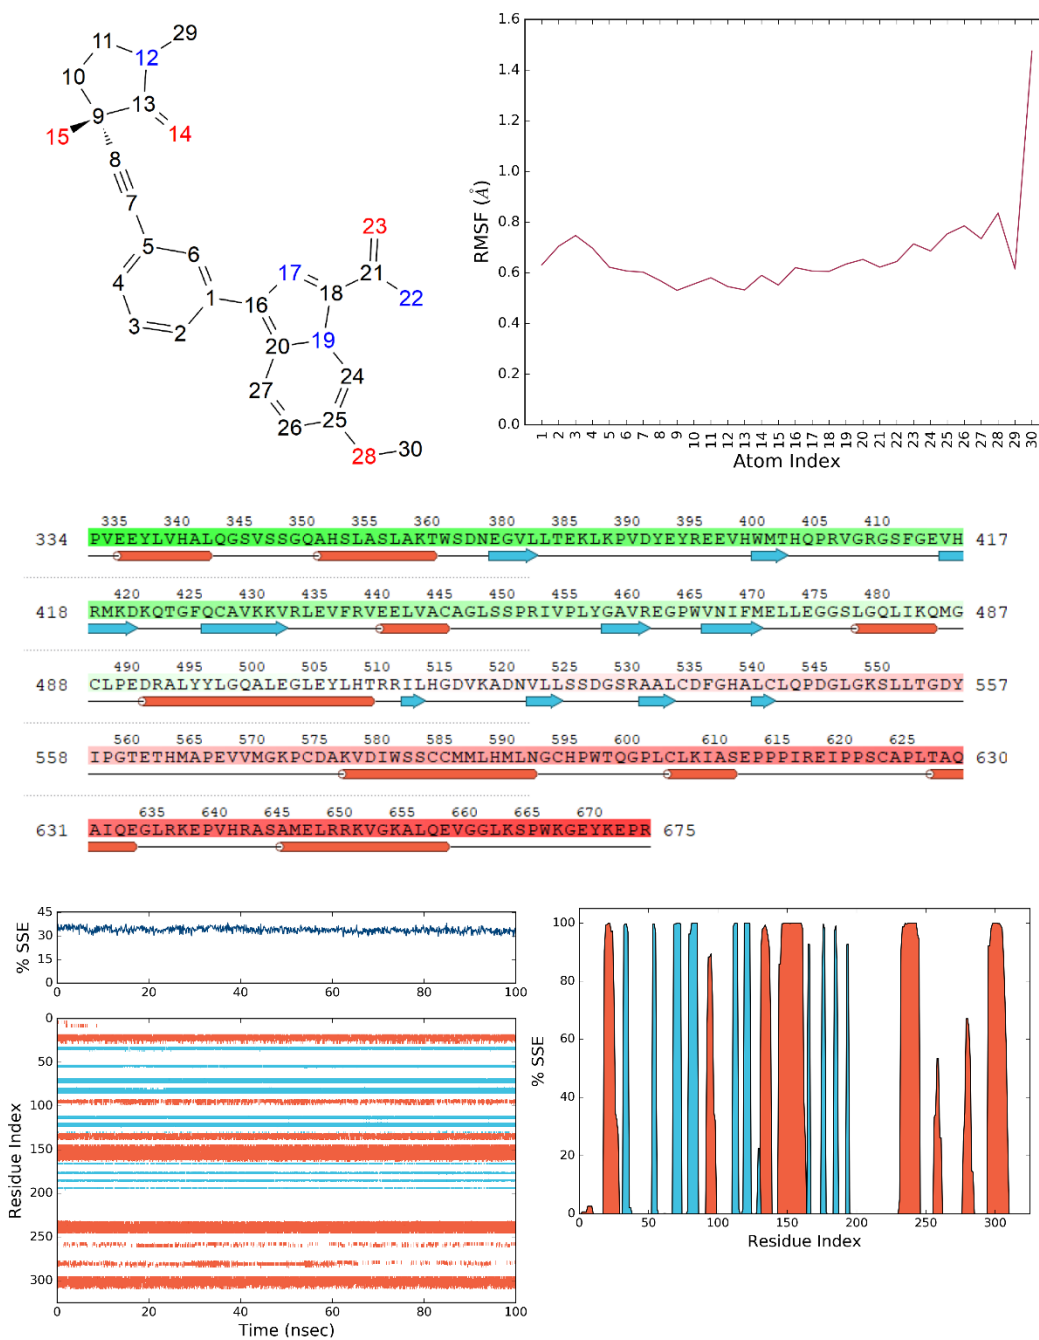 11 29
12
10
13
9
15 14
8
7
23
5 6
17 21
4 18 22
1 16
3 2 20 19
24
27
26 25
28 30
1.6
1.4
1.2
1.0
0.8
0.6
0.4
0.2
0.0
RMSF (Å)
1 2 3 4 5 6 7 8 9 10 11 12 13 14 15 16 17 18 19 20 21 22 23 24 25 26 27 28 29 30
Atom Index
335 340 345 351 356 360 380 385 390 395 400 405 410
334 PVEEYLVHALQGSVSSGQAHSLASLAKTWSDNEGVLLTEKLKPVDYEYREEVHWMTHQPRVGRGSFGEVH 417
420 425 430 435 440 445 450 455 460 465 470 475 480
418 RMKDKQTGFQCAVKKVRLEVFRVEELVACAGLSSPRIVPLYGAVREGPWVNIFMELLEGGSLGQLIKQMG 487
490 495 500 505 510 515 520 525 530 535 540 545 550
488 CLPEDRALYYLGQALEGLEYLHTRRILHGDVKADNVLLSSDGSRAALCDFGHALCLQPDGLGKSLLTGDY 557
560 565 570 575 580 585 590 595 600 610 615 620 625
558 IPGTETHMAPEVVMGKPCDAKVDIWSSCCMMLHMLNGCHPWTQGPLCLKIASEPPPIREIPPSCAPLTAQ 630
635 640 645 650 655 660 665 670
631 AIQEGLRKEPVHRASAMELRRKVGKALQEVGGLKSPWKGEYKEPR 675
45
30
15
0
% SSE
0 20 40 60 80 100
0
50
100
150
200
250
300
Residue Index
0 20 40 60 80 100
Time (nsec)
100
80
60
40
20
0
% SSE
0 50 100 150 200 250 300
Residue Index